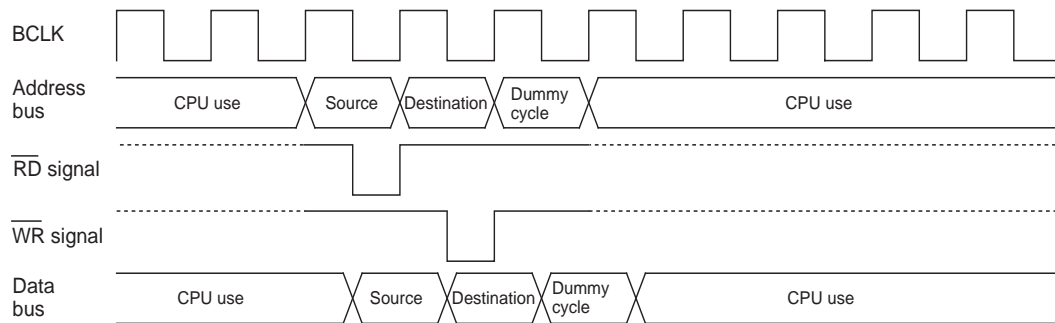 BCLK
Address
bus
CPU use
Source
Destination
Dummy
cycle
CPU use
RD signal
WR signal
Data
bus
CPU use
Source
Destination
Dummy
cycle
CPU use